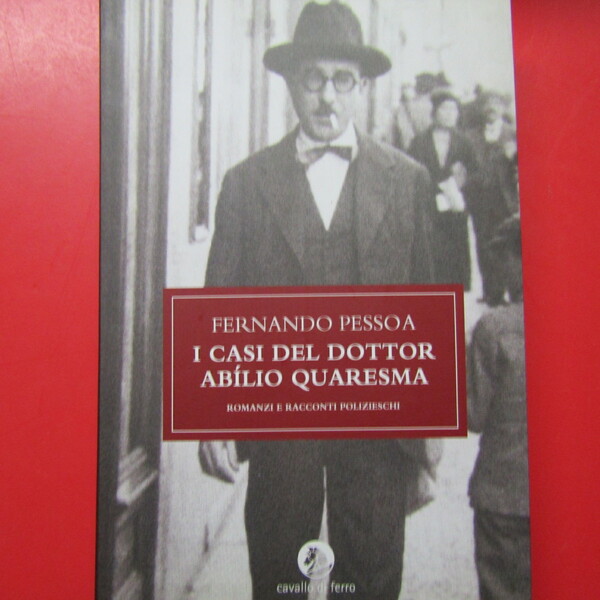 FERNANDO PESSOA
I CASI DEL DOTTOR
ABÍLIO QUARESMA
ROMANZI E RACCONTI POLIZIESCHI
cavallo di ferro